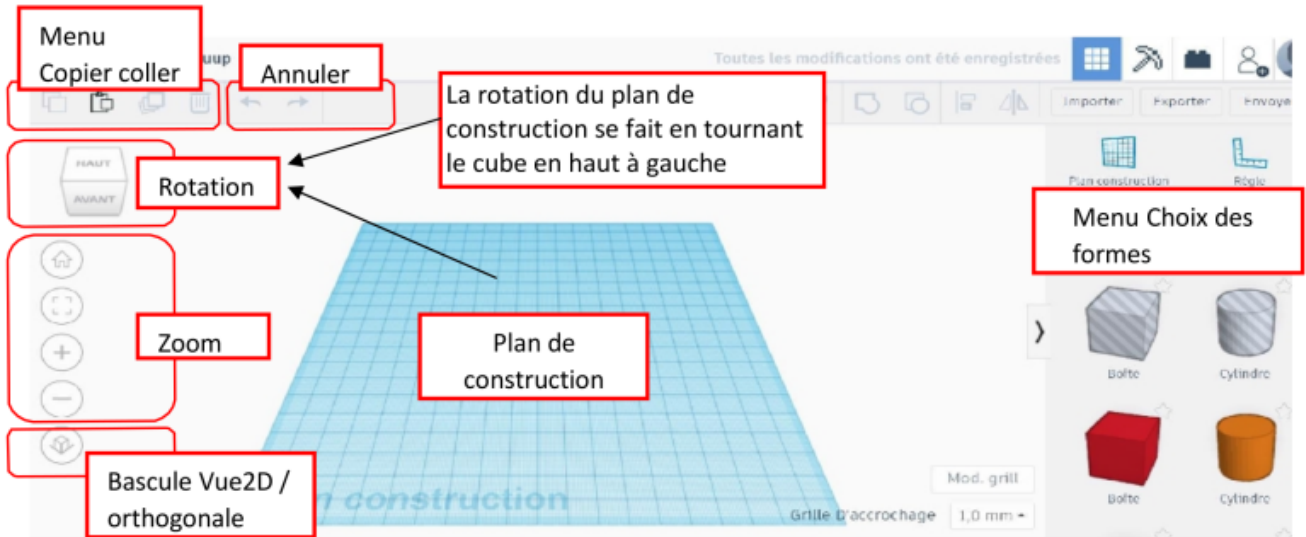 Menu
Copier coller
uup
Annuler
Toutes les modifications ont été enregistrées
La rotation du plan de
construction se fait en tournant
le cube en haut à gauche
Importer
Exporter
Envoye
HAUT
AVANT
Rotation
Plan construction
Règle
Menu Choix des
formes
Zoom
Plan de
construction
Boîte
Cylindre
Bascule Vue2D /
orthogonale
n construction
Mod. grill
Grille D'accrochage
1,0 mm
Boîte
Cylindre